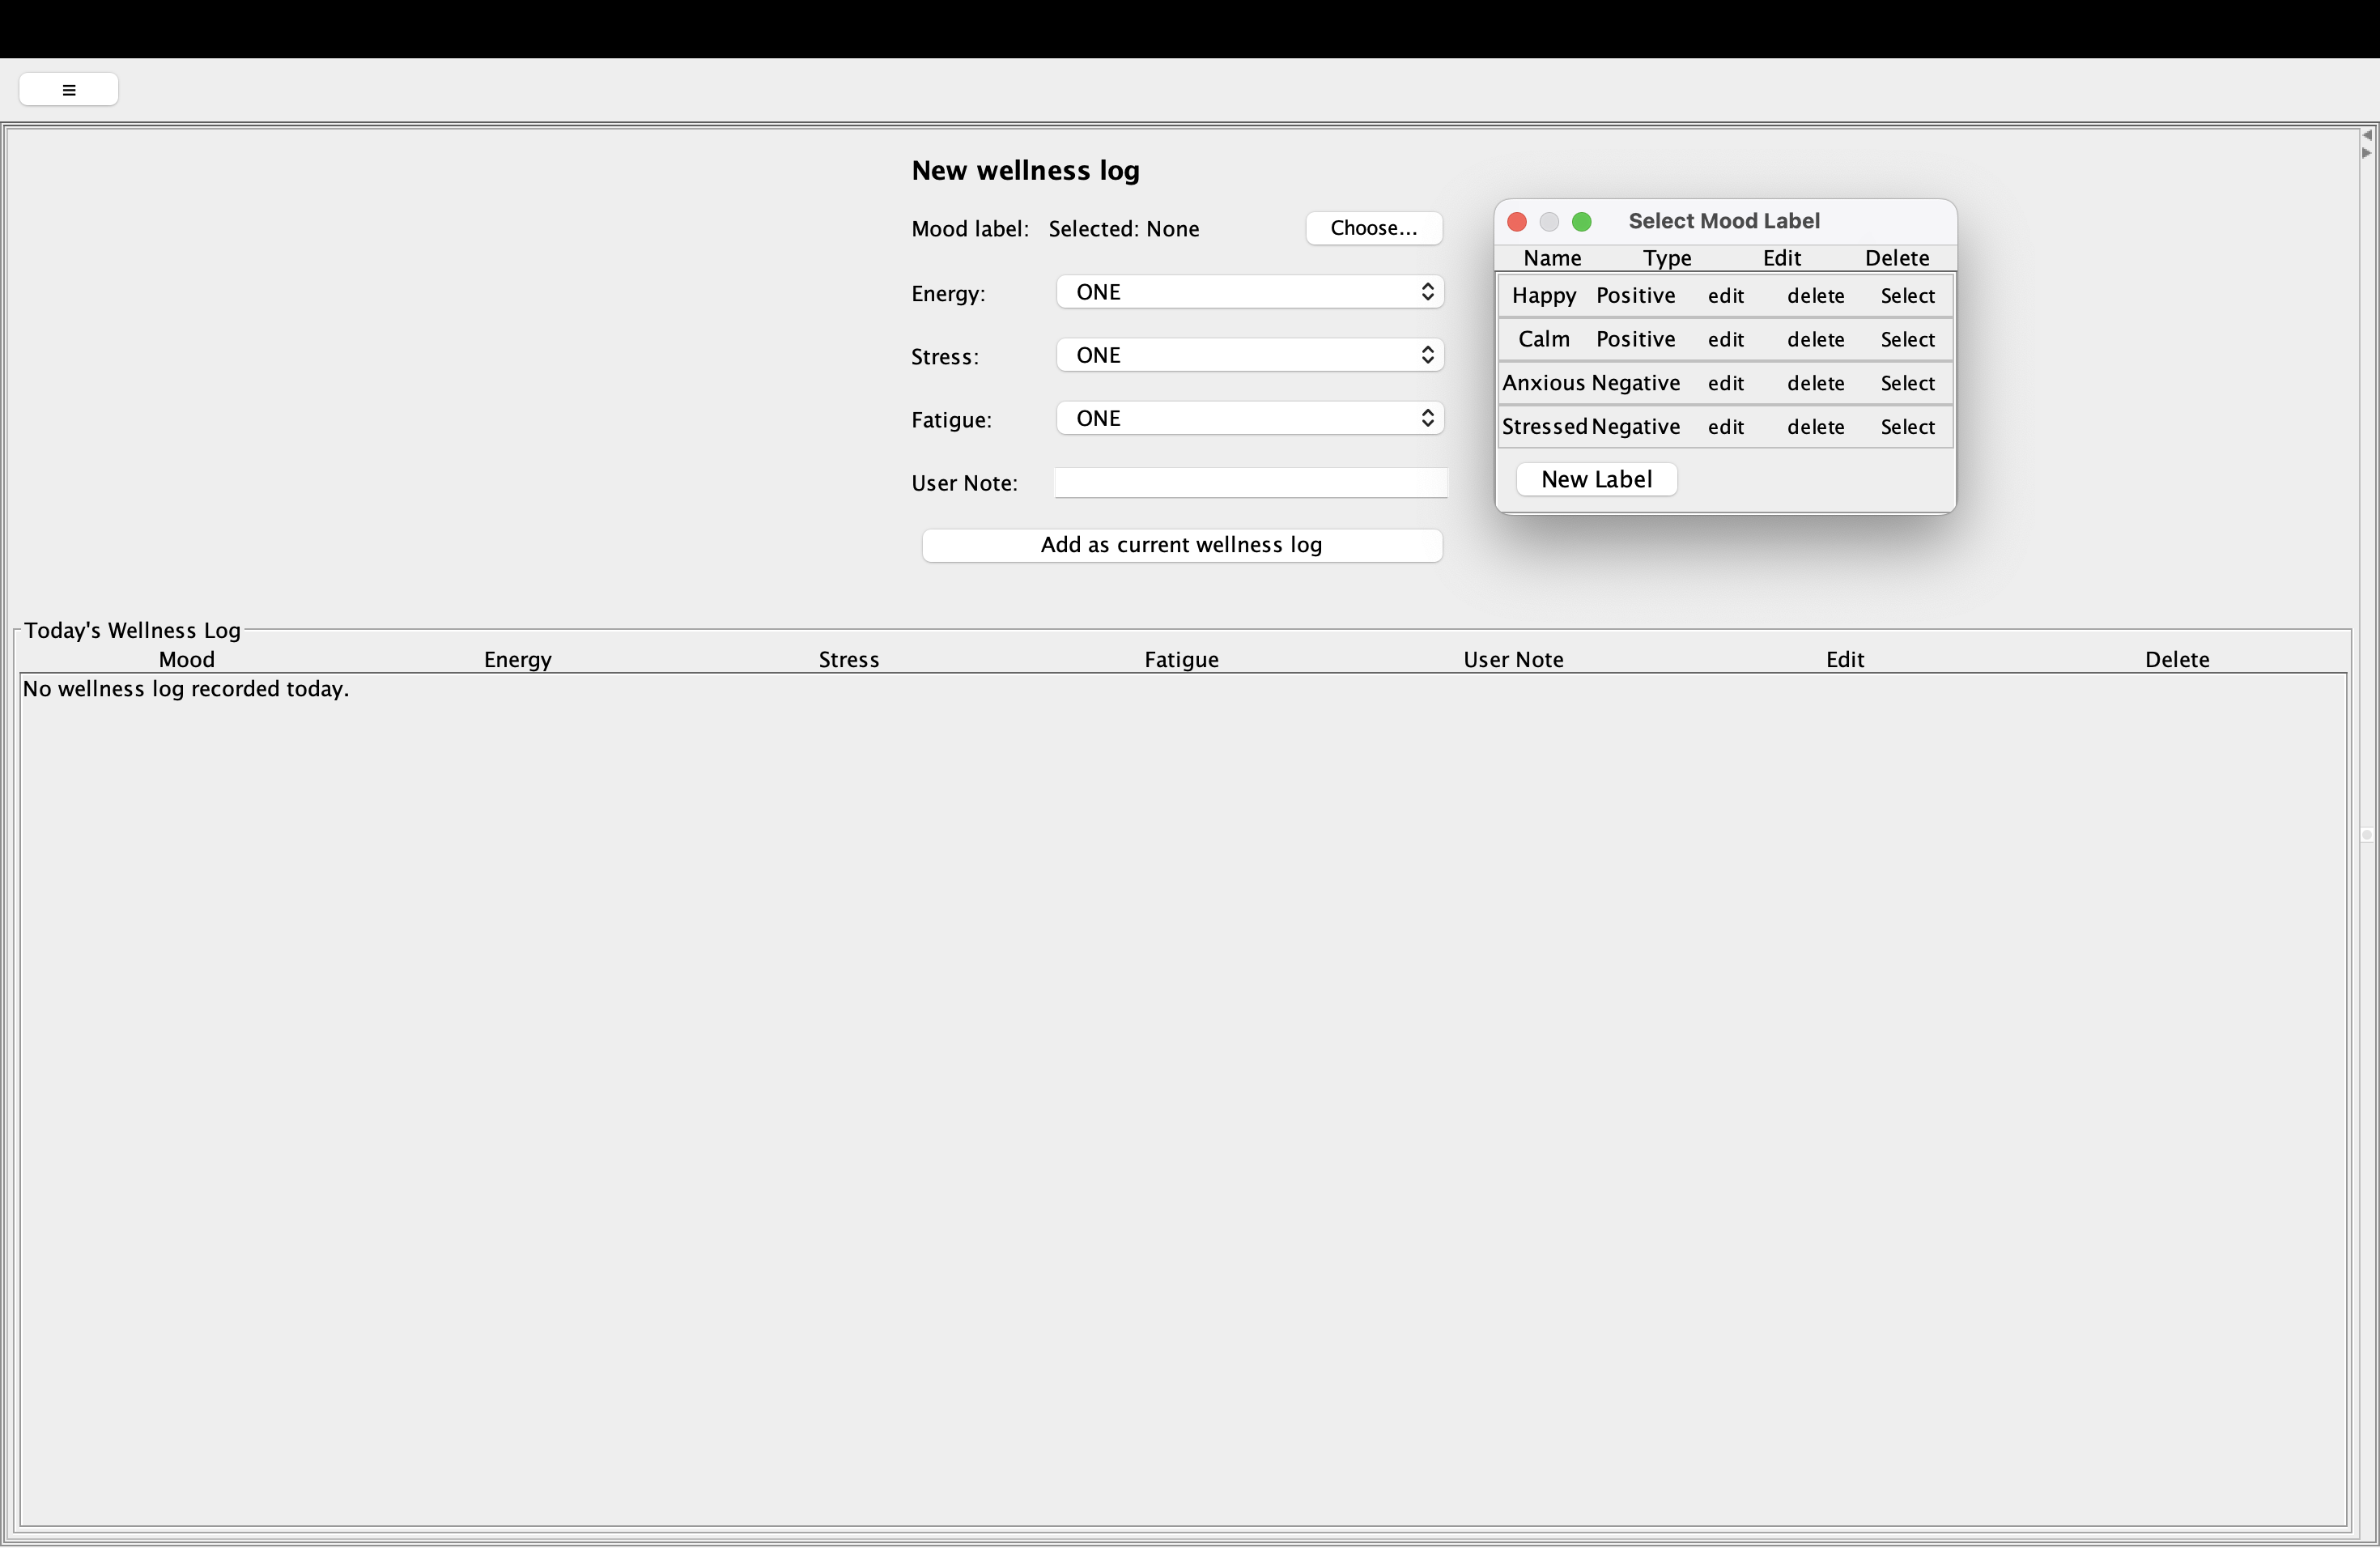 ≡
New wellness log
Mood label: Selected: None Choose...
Energy: ONE
Stress: ONE
Fatigue: ONE
User Note:
Add as current wellness log
Select Mood Label
Name Type Edit Delete
Happy Positive edit delete Select
Calm Positive edit delete Select
Anxious Negative edit delete Select
Stressed Negative edit delete Select
New Label
Today's Wellness Log
Mood Energy Stress Fatigue User Note Edit Delete
No wellness log recorded today.